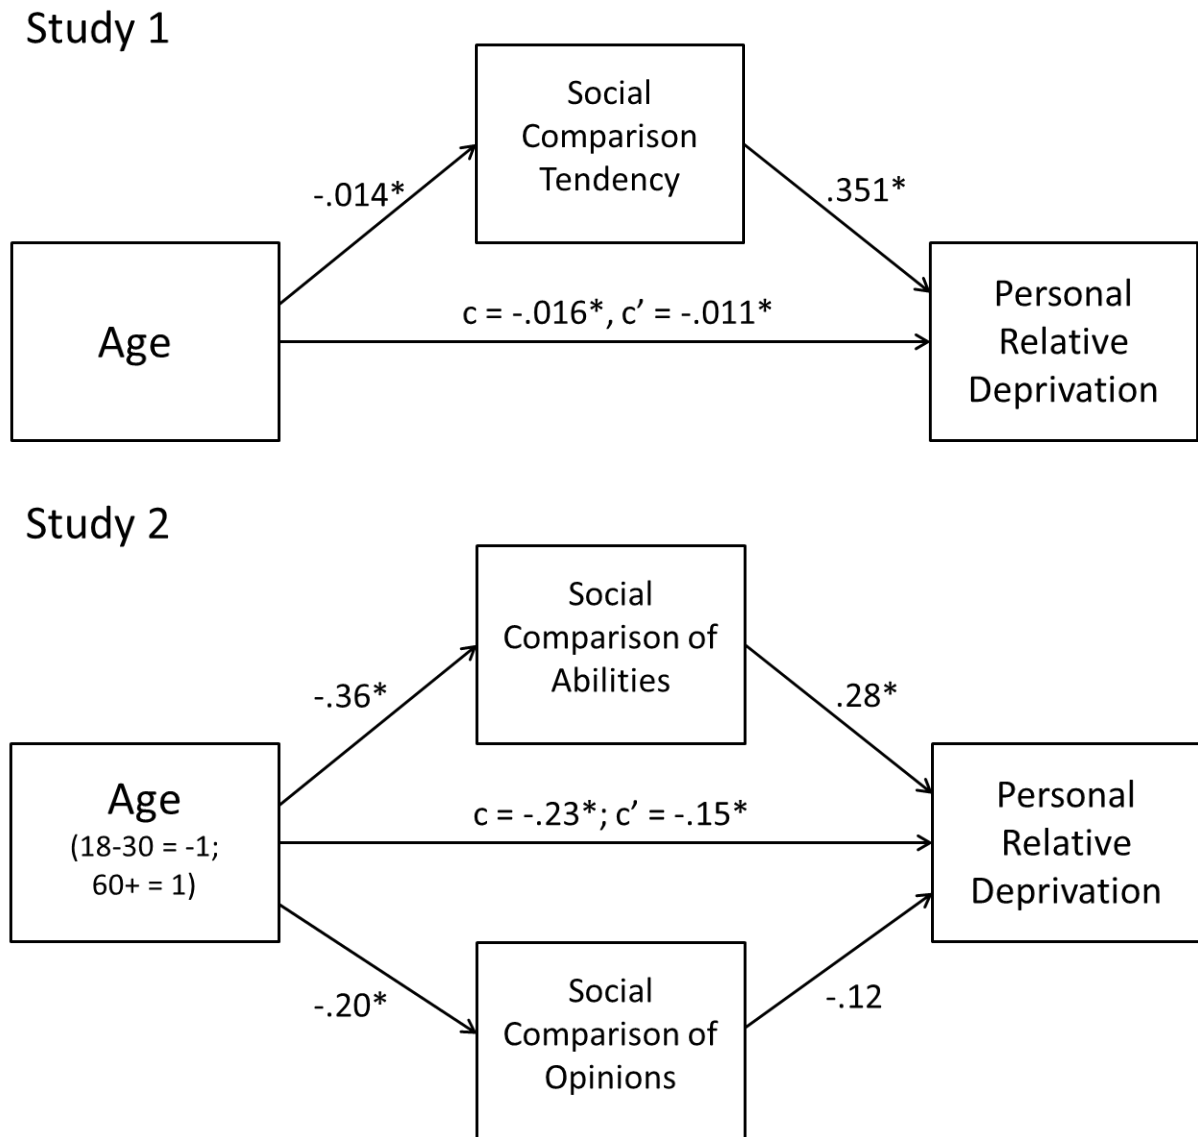 Study 1
Social
Comparison
Tendency
-.014*
.351*
Age
c = -.016*, c’ = -.011*
Personal
Relative
Deprivation
Study 2
Social
Comparison of
Abilities
-.36*
.28*
Age
(18-30 = -1;
60+ = 1)
c = -.23*; c’ = -.15*
Personal
Relative
Deprivation
-.20*
Social
Comparison of
Opinions
-.12